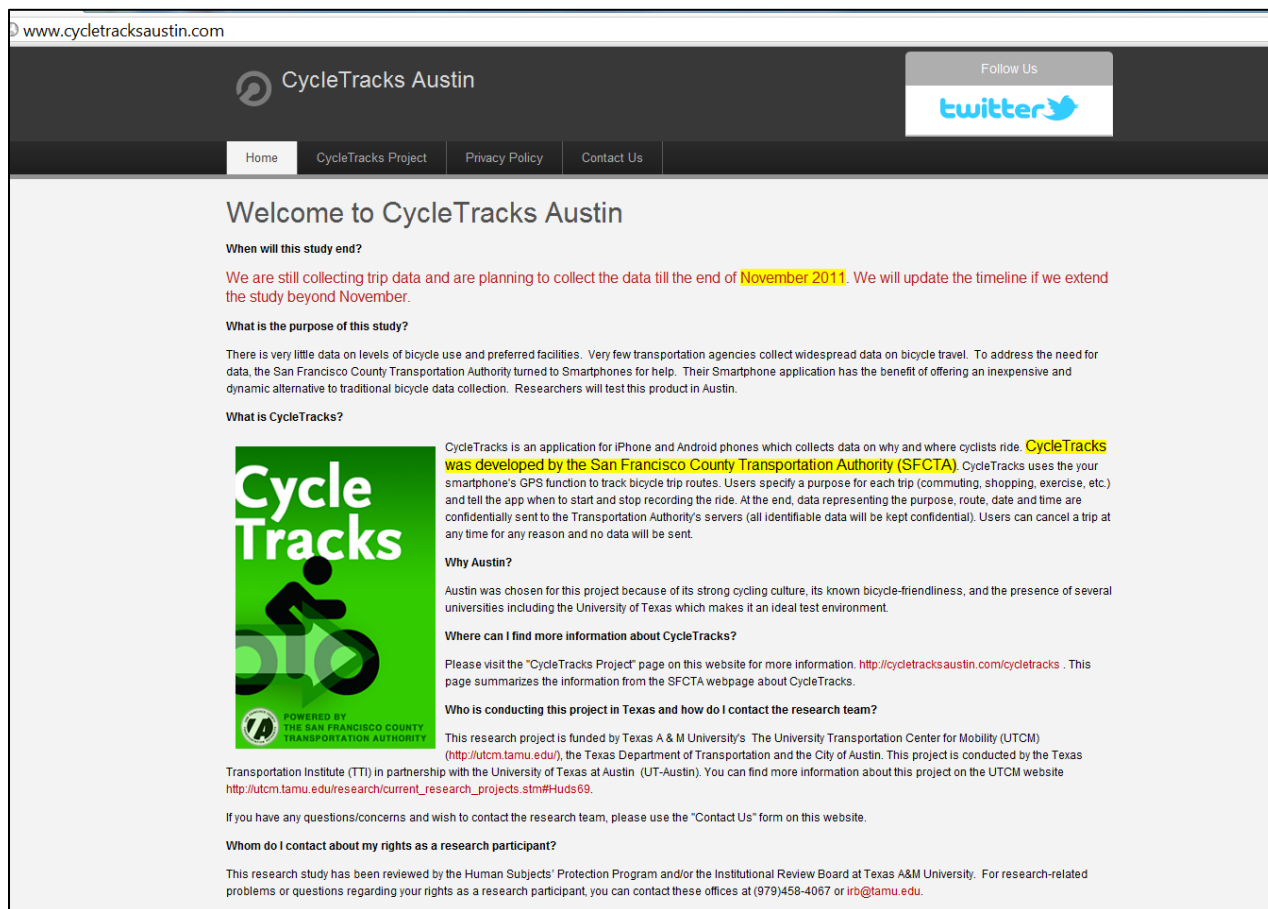 www.cycletracksaustin.com
CycleTracks Austin
Follow Us
twitter
Home
CycleTracks Project
Privacy Policy
Contact Us
Welcome to CycleTracks Austin
When will this study end?
We are still collecting trip data and are planning to collect the data till the end of November 2011. We will update the timeline if we extend
the study beyond November.
What is the purpose of this study?
There is very little data on levels of bicycle use and preferred facilities. Very few transportation agencies collect widespread data on bicycle travel. To address the need for
data, the San Francisco County Transportation Authority turned to Smartphones for help. Their Smartphone application has the benefit of offering an inexpensive and
dynamic alternative to traditional bicycle data collection. Researchers will test this product in Austin.
What is CycleTracks?
Cycle
Tracks
POWERED BY
THE SAN FRANCISCO COUNTY
TRANSPORTATION AUTHORITY
CycleTracks is an application for iPhone and Android phones which collects data on why and where cyclists ride. CycleTracks
was developed by the San Francisco County Transportation Authority (SFCTA). CycleTracks uses the your
smartphone's GPS function to track bicycle trip routes. Users specify a purpose for each trip (commuting, shopping, exercise, etc.)
and tell the app when to start and stop recording the ride. At the end, data representing the purpose, route, date and time are
confidentially sent to the Transportation Authority's servers (all identifiable data will be kept confidential). Users can cancel a trip at
any time for any reason and no data will be sent.
Why Austin?
Austin was chosen for this project because of its strong cycling culture, its known bicycle-friendliness, and the presence of several
universities including the University of Texas which makes it an ideal test environment.
Where can I find more information about CycleTracks?
Please visit the "CycleTracks Project" page on this website for more information. http://cycletracksaustin.com/cycletracks . This
page summarizes the information from the SFCTA webpage about CycleTracks.
Who is conducting this project in Texas and how do I contact the research team?
This research project is funded by Texas A & M University's The University Transportation Center for Mobility (UTCM)
(http://utcm.tamu.edu/), the Texas Department of Transportation and the City of Austin. This project is conducted by the Texas
Transportation Institute (TTI) in partnership with the University of Texas at Austin (UT-Austin). You can find more information about this project on the UTCM website
http://utcm.tamu.edu/research/current_research_projects.stm#Huds69.
If you have any questions/concerns and wish to contact the research team, please use the "Contact Us" form on this website.
Whom do I contact about my rights as a research participant?
This research study has been reviewed by the Human Subjects' Protection Program and/or the Institutional Review Board at Texas A&M University. For research-related
problems or questions regarding your rights as a research participant, you can contact these offices at (979)458-4067 or irb@tamu.edu.